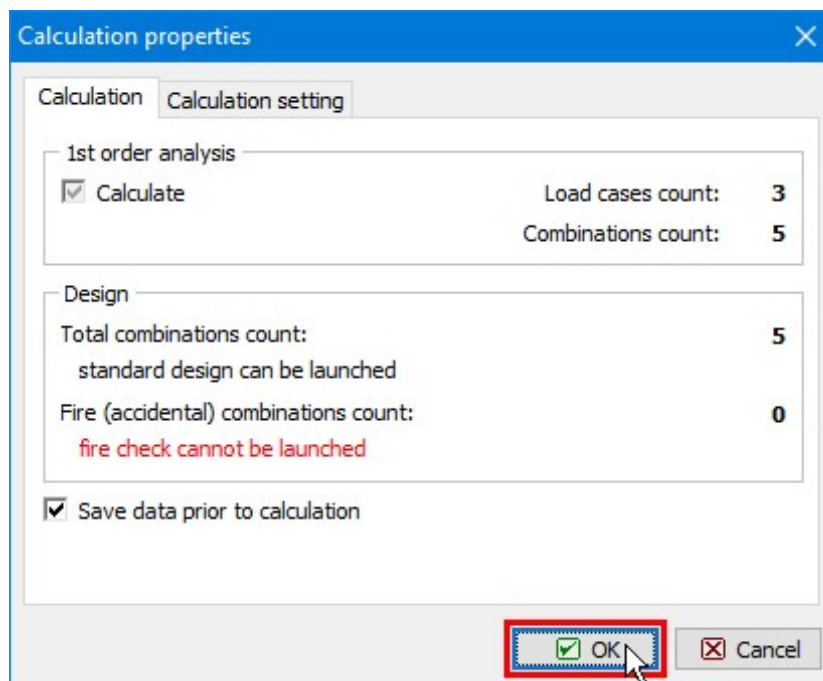 Calculation properties
Calculation
Calculation setting
1st order analysis
Calculate
Load cases count: 3
Combinations count: 5
Design
Total combinations count: 5
standard design can be launched
Fire (accidental) combinations count: 0
fire check cannot be launched
Save data prior to calculation
OK
Cancel